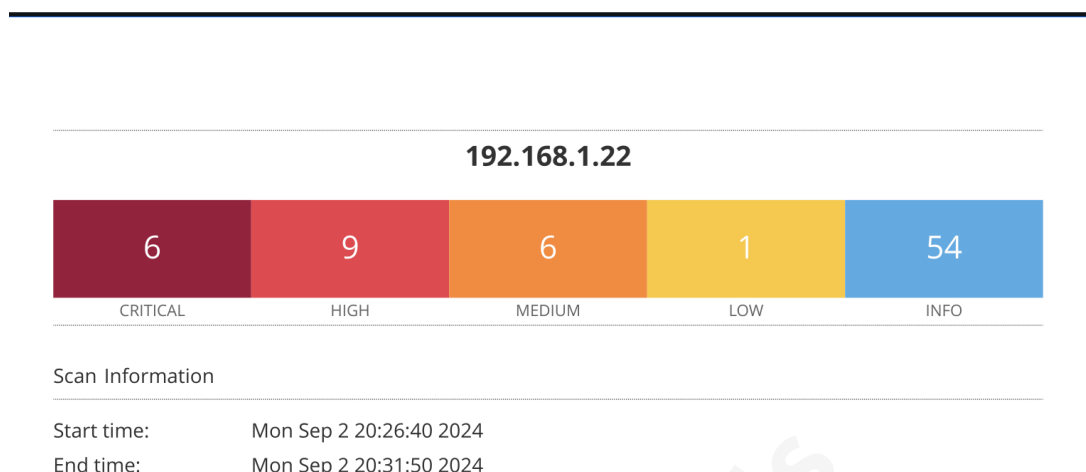 192.168.1.22
6 9 6 1 54
CRITICAL HIGH MEDIUM LOW INFO
Scan Information
Start time: Mon Sep 2 20:26:40 2024
End time: Mon Sep 2 20:31:50 2024